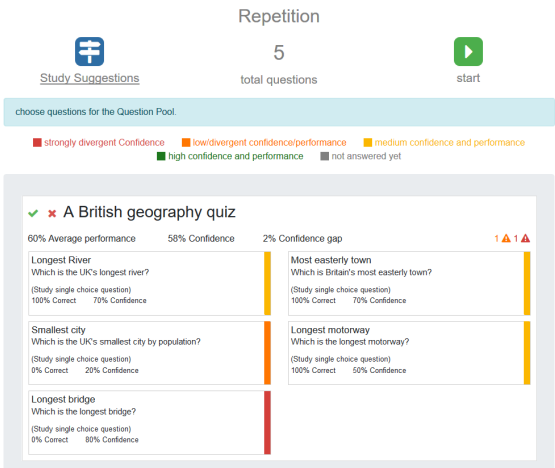 Repetition
Study Suggestions
5
total questions
start
choose questions for the Question Pool.
strongly divergent Confidence
low/divergent confidence/performance
medium confidence and performance
high confidence and performance
not answered yet
A British geography quiz
60% Average performance 58% Confidence 2% Confidence gap 1 1
Longest River
Which is the UK's longest river?
(Study single choice question)
100% Correct 70% Confidence
Most easterly town
Which is Britain's most easterly town?
(Study single choice question)
100% Correct 70% Confidence
Smallest city
Which is the UK's smallest city by population?
(Study single choice question)
0% Correct 20% Confidence
Longest motorway
Which is the longest motorway?
(Study single choice question)
100% Correct 50% Confidence
Longest bridge
Which is the longest bridge?
(Study single choice question)
0% Correct 80% Confidence